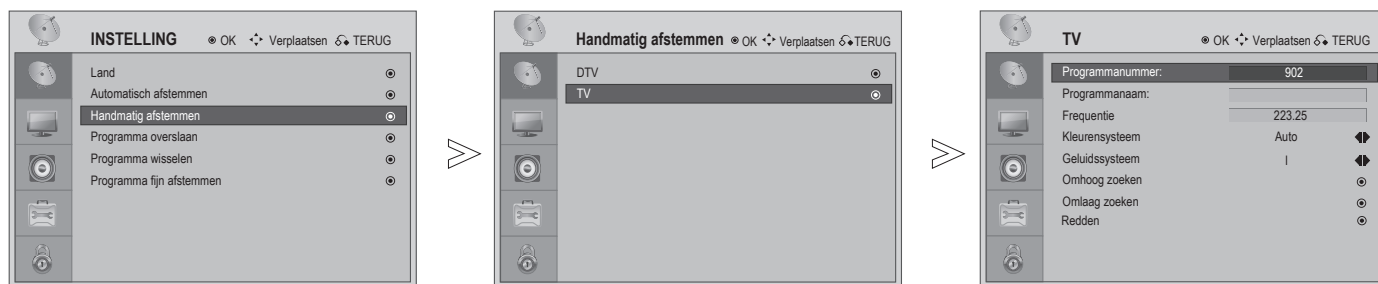 INSTELLING OK Verplaatsen TERUG
Land
Automatisch afstemmen
Handmatig afstemmen
Programma overslaan
Programma wisselen
Programma fijn afstemmen
Handmatig afstemmen OK Verplaatsen TERUG
DTV
TV
TV OK Verplaatsen TERUG
Programmanummer: 902
Programmanaam:
Frequentie 223.25
Kleurensysteem Auto
Geluidssysteem I
Omhoog zoeken
Omlaag zoeken
Redden